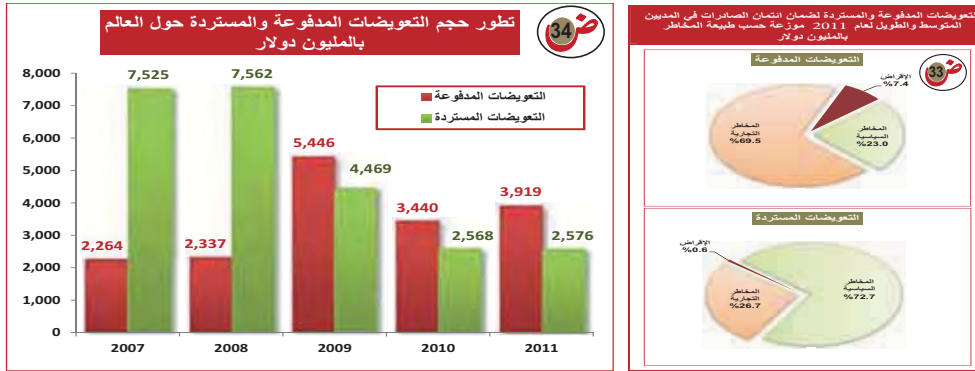 التعويضات المدفوعة والمستردة لضمان ائتمان الصادرات في المديين
المتوسط والطويل لعام 2011 موزعة حسب طبيعة المخاطر
بالمليون دولار
ض 33
التعويضات المدفوعة
الإقراض
%7.4
المخاطر
التجارية
%69.5
المخاطر
السياسية
%23.0
التعويضات المستردة
الإقراض
%0.6
المخاطر
التجارية
%26.7
المخاطر
السياسية
%72.7
ض 34
تطور حجم التعويضات المدفوعة والمستردة حول العالم
بالمليون دولار
التعويضات المدفوعة
التعويضات المستردة
8,000
7,000
6,000
5,000
4,000
3,000
2,000
1,000
0
2,264
7,525
2,337
7,562
5,446
4,469
3,440
2,568
3,919
2,576
2007
2008
2009
2010
2011